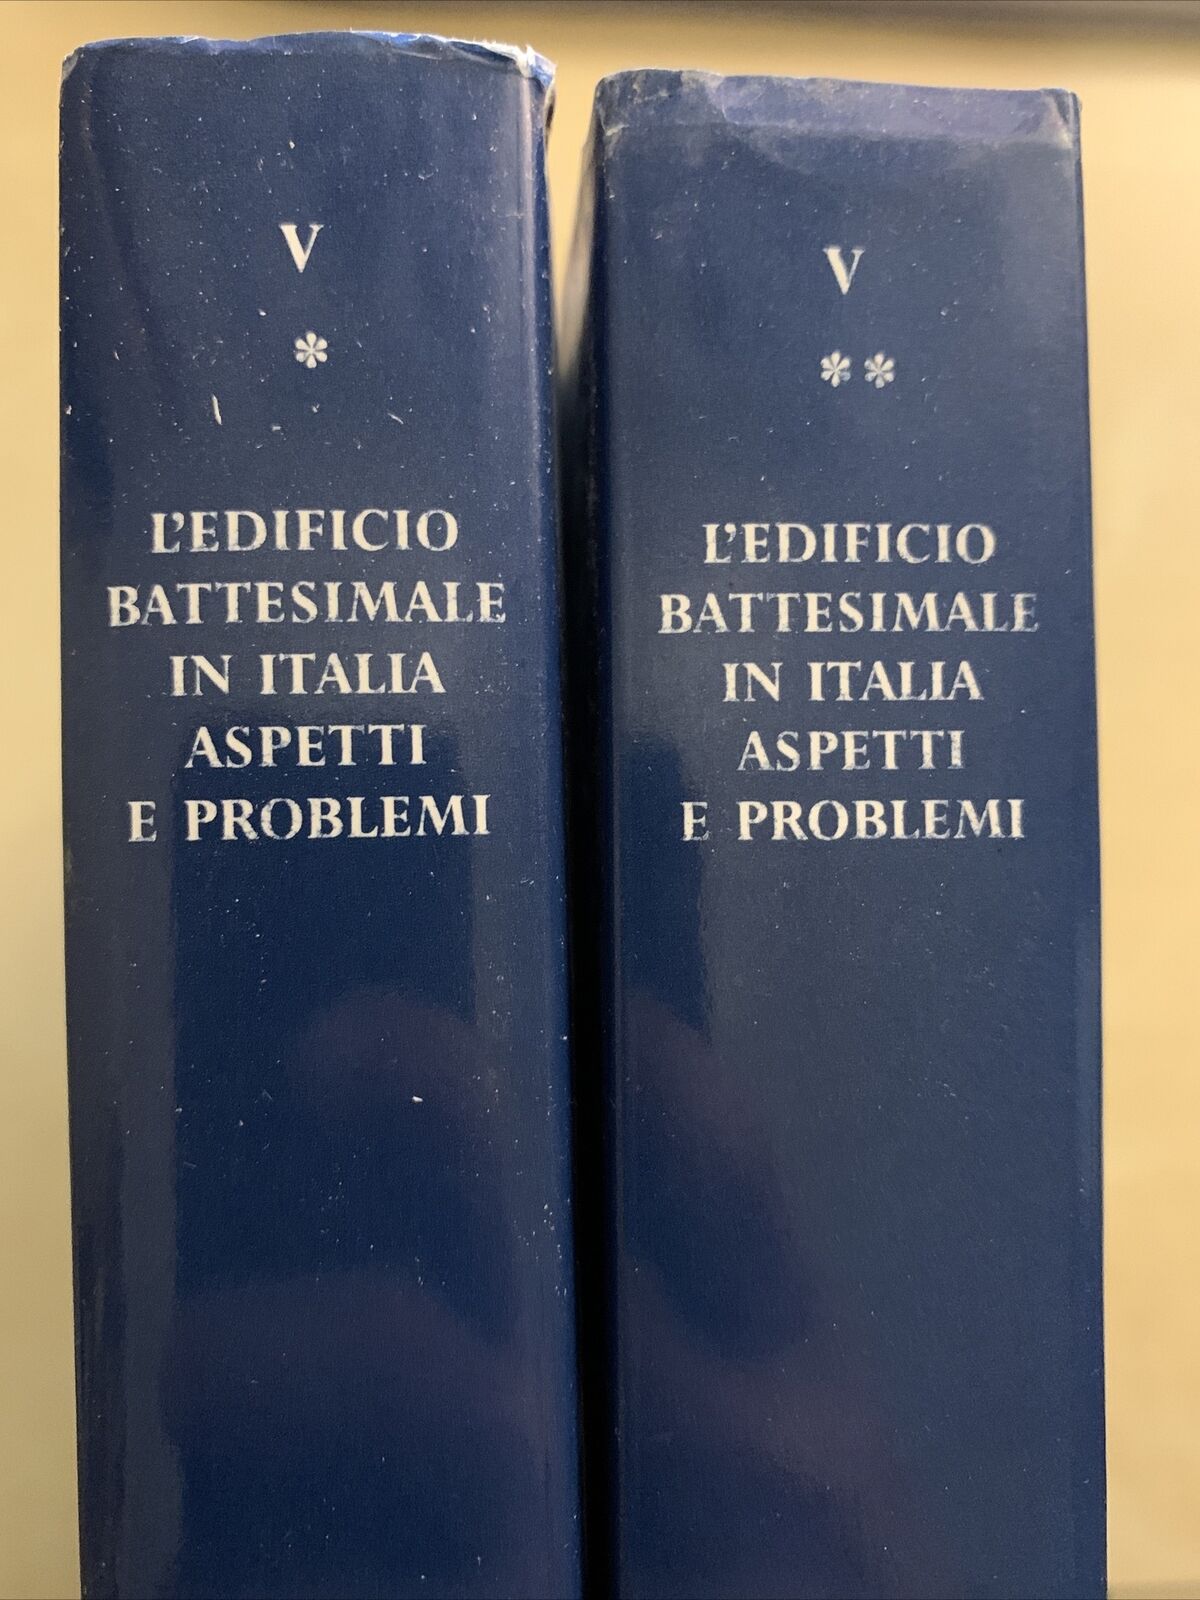 V
*
L'EDIFICIO
BATTESIMALE
IN ITALIA
ASPETTI
E PROBLEMI
V
**
L'EDIFICIO
BATTESIMALE
IN ITALIA
ASPETTI
E PROBLEMI